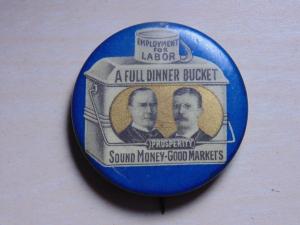 EMPLOYMENT
FOR
LABOR
A FULL DINNER BUCKET
PROSPERITY
SOUND MONEY-GOOD MARKETS